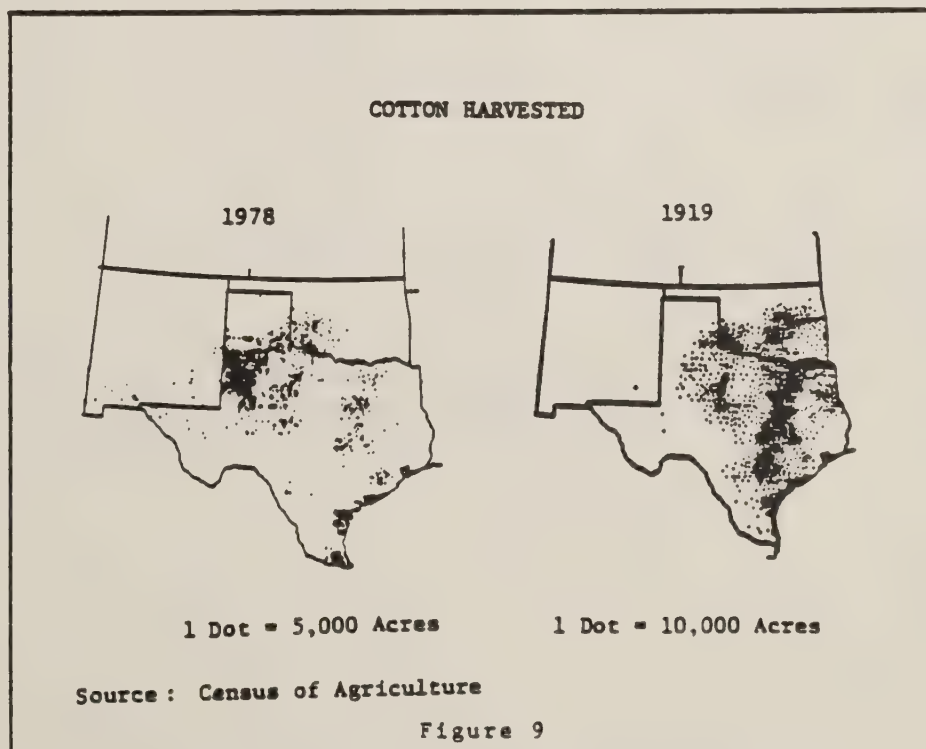 COTTON HARVESTED
1978
1919
1 Dot = 5,000 Acres
1 Dot = 10,000 Acres
Source: Census of Agriculture
Figure 9